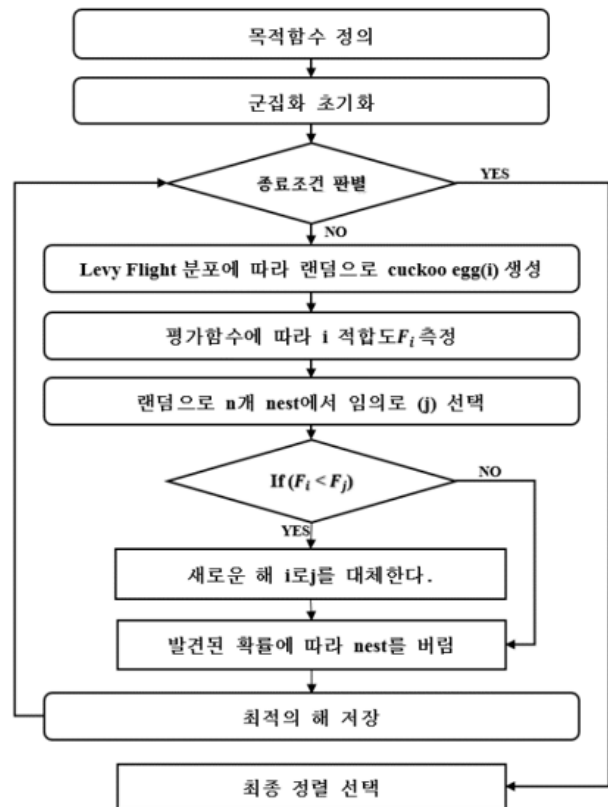 목적함수 정의
군집화 초기화
종료조건 판별
YES
NO
Levy Flight 분포에 따라 랜덤으로 cuckoo egg(i) 생성
평가함수에 따라 i 적합도F_i 측정
랜덤으로 n개 nest에서 임의로 (j) 선택
If (F_i < F_j)
NO
YES
새로운 해 i로j를 대체한다.
발견된 확률에 따라 nest를 버림
최적의 해 저장
최종 정렬 선택